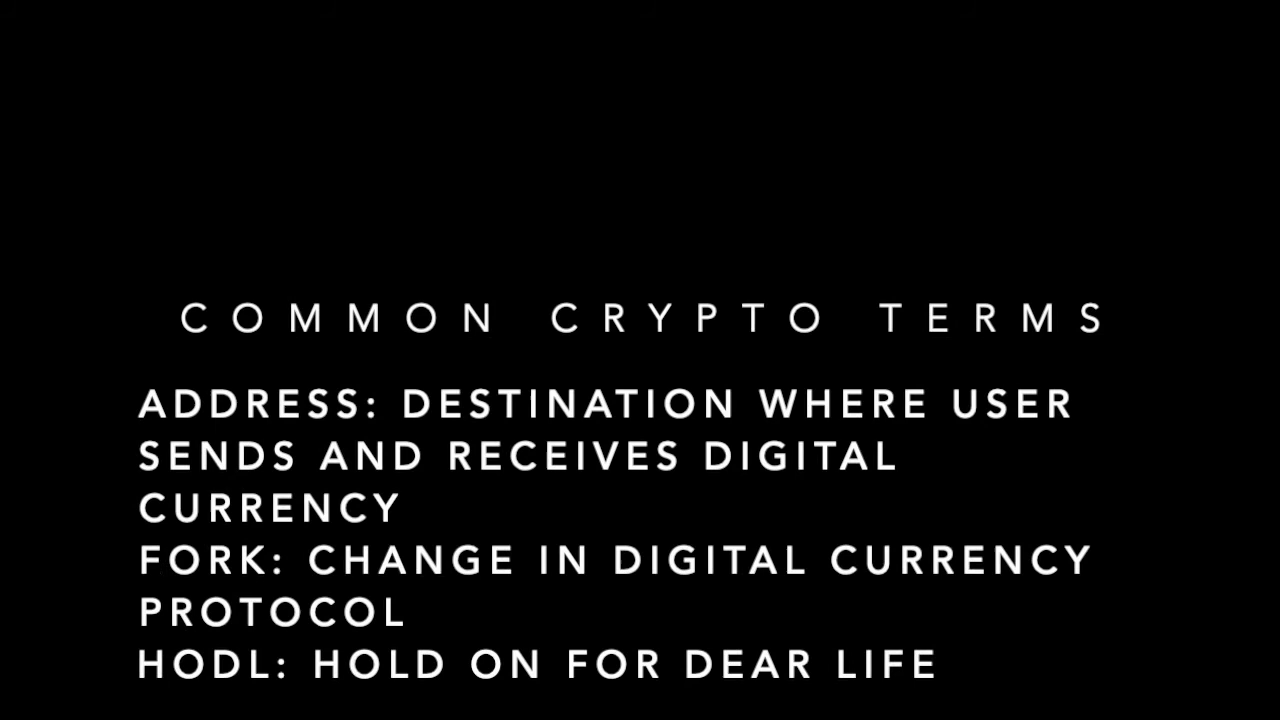 COMMON CRYPTO TERMS
ADDRESS: DESTINATION WHERE USER
SENDS AND RECEIVES DIGITAL
CURRENCY
FORK: CHANGE IN DIGITAL CURRENCY
PROTOCOL
HODL: HOLD ON FOR DEAR LIFE